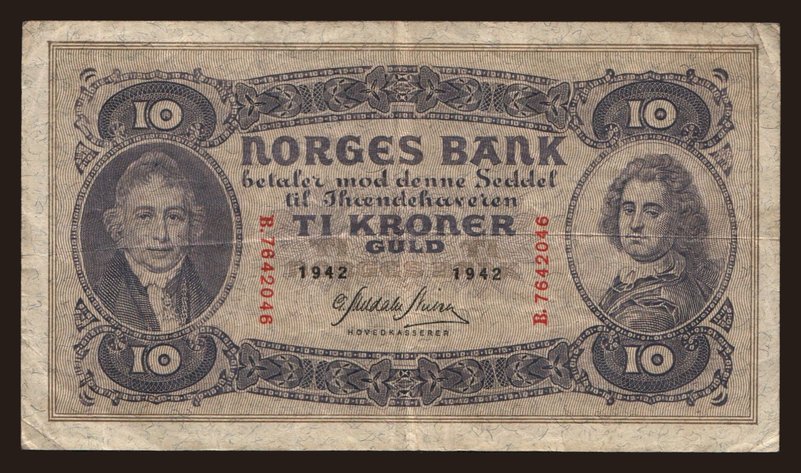 10 10
NORGES BANK
betaler mod denne Seddel
til Ihændehaveren
TI KRONER
GULD
1942 1942
B.7642046
B.7642046
HOVEDKASSERER
10 10